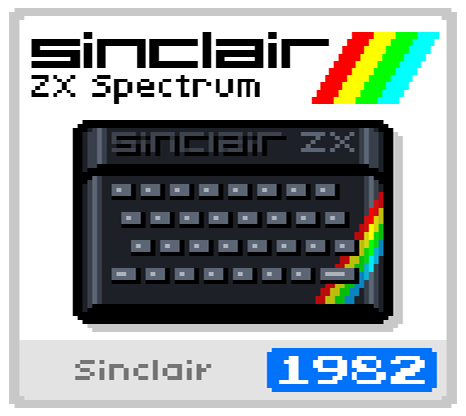 sinclair
ZX Spectrum
sinclair ZX
Sinclair
1982